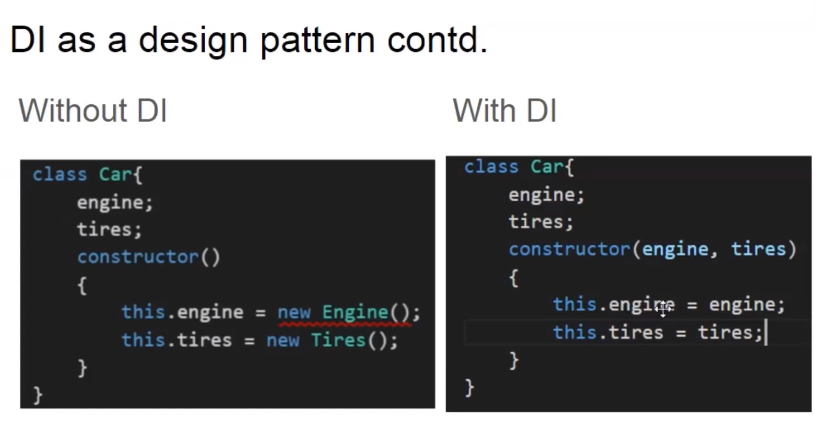 DI as a design pattern contd.
Without DI
class Car{
engine;
tires;
constructor()
{
this.engine = new Engine();
this.tires = new Tires();
}
}
With DI
class Car{
engine;
tires;
constructor(engine, tires)
{
this.engine = engine;
this.tires = tires;
}
}